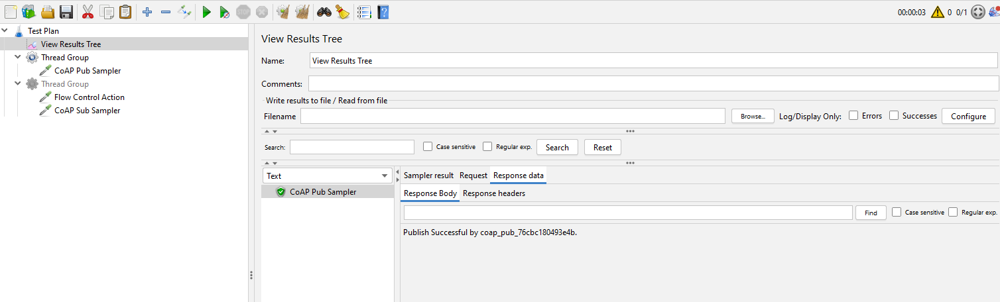 STOP
00:00:03 0 0/1
Test Plan
View Results Tree
Thread Group
CoAP Pub Sampler
Thread Group
Flow Control Action
CoAP Sub Sampler
View Results Tree
Name: View Results Tree
Comments:
Write results to file / Read from file
Filename Browse... Log/Display Only: Errors Successes Configure
Search: Case sensitive Regular exp. Search Reset
Text
CoAP Pub Sampler
Sampler result Request Response data
Response Body Response headers
Find Case sensitive Regular exp.
Publish Successful by coap_pub_76cbc180493e4b.